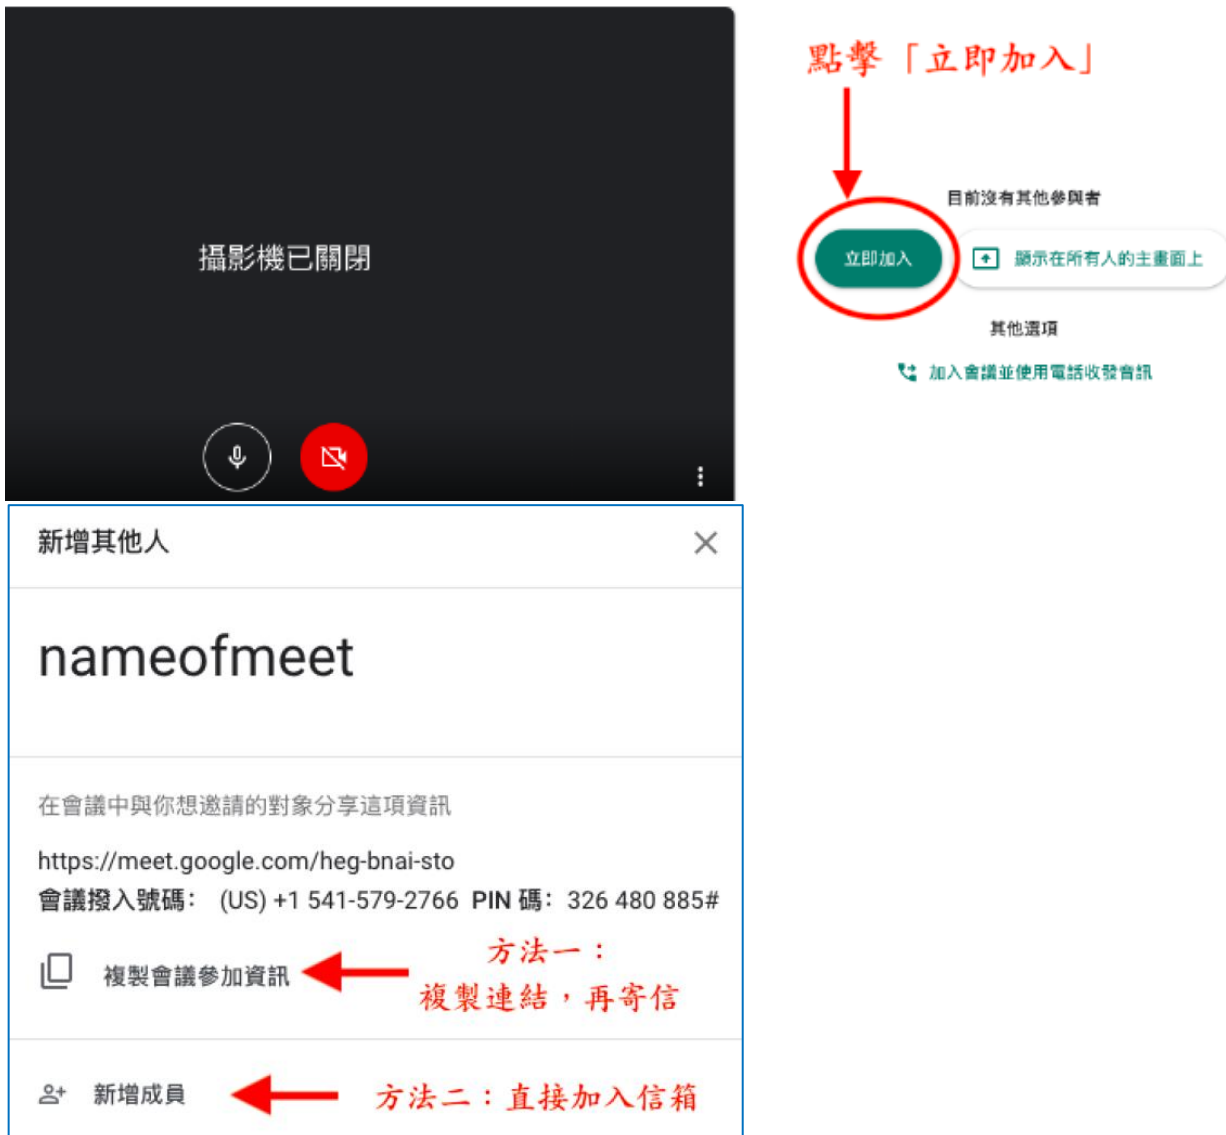 點擊「立即加入」
目前沒有其他參與者
攝影機已關閉
立即加入
顯示在所有人的主畫面上
其他選項
加入會議並使用電話收發音訊
新增其他人
nameofmeet
在會議中與你想邀請的對象分享這項資訊
https://meet.google.com/heg-bnai-sto
會議撥入號碼： (US) +1 541-579-2766 PIN 碼： 326 480 885#
方法一：
複製會議參加資訊
複製連結，再寄信
新增成員
方法二：直接加入信箱